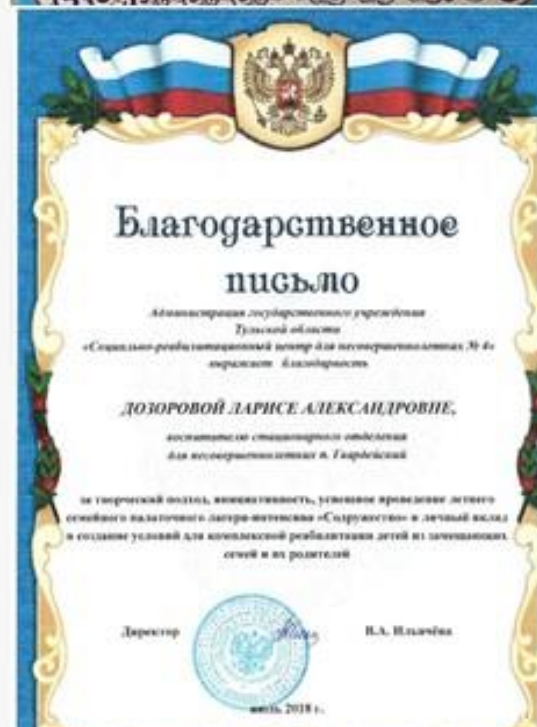 Благодарственное
письмо
Администрация государственного учреждения
Тульской области
«Социально-реабилитационный центр для несовершеннолетних № 4»
выражает благодарность
ДОЗОРОВОЙ ЛАРИСЕ АЛЕКСАНДРОВНЕ,
воспитателю стационарного отделения
для несовершеннолетних п. Гвардейский
за творческий подход, инициативность, успешное проведение летнего
семейного палаточного лагеря-интенсива «Содружество» и личный вклад
в создание условий для комплексной реабилитации детей из замещающих
семей и их родителей
Директор В.А. Ильичёва
июль 2018 г.